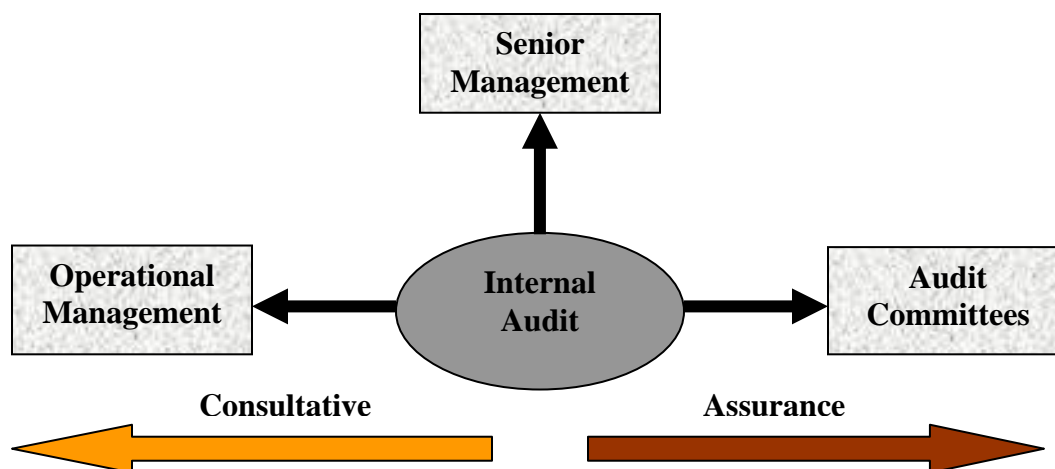 Senior
Management
Operational
Management
Internal
Audit
Audit
Committees
Consultative
Assurance